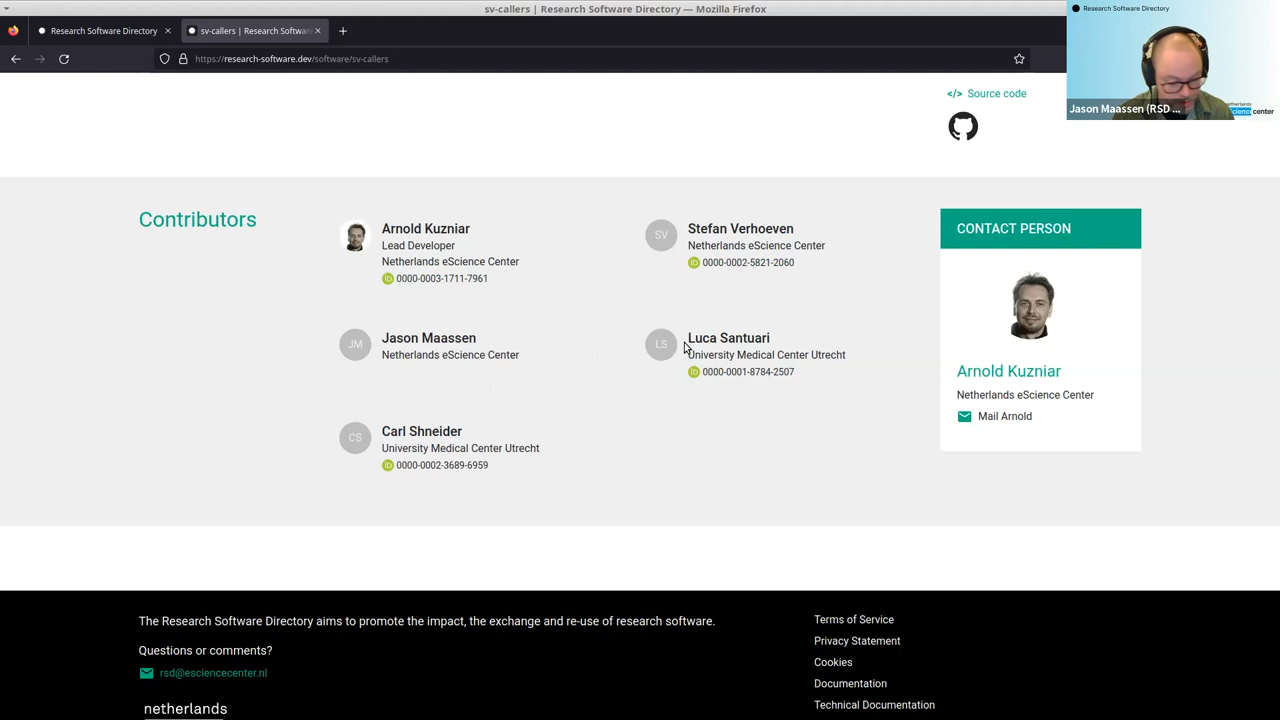 sv-callers | Research Software Directory — Mozilla Firefox
Research Software Directory
sv-callers | Research Software
https://research-software.dev/software/sv-callers
Research Software Directory
Jason Maassen (RSD ...
center
</> Source code
Contributors
Arnold Kuzniar
Lead Developer
Netherlands eScience Center
iD 0000-0003-1711-7961
SV
Stefan Verhoeven
Netherlands eScience Center
iD 0000-0002-5821-2060
JM
Jason Maassen
Netherlands eScience Center
LS
Luca Santuari
University Medical Center Utrecht
iD 0000-0001-8784-2507
CS
Carl Shneider
University Medical Center Utrecht
iD 0000-0002-3689-6959
CONTACT PERSON
Arnold Kuzniar
Netherlands eScience Center
Mail Arnold
The Research Software Directory aims to promote the impact, the exchange and re-use of research software.
Questions or comments?
rsd@esciencecenter.nl
netherlands
Terms of Service
Privacy Statement
Cookies
Documentation
Technical Documentation